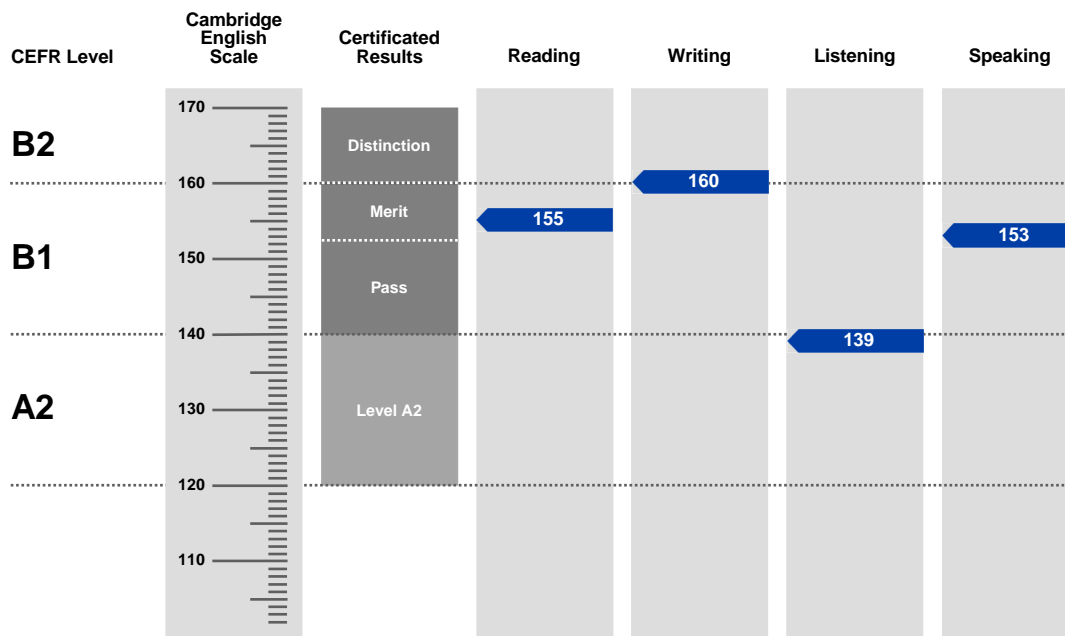 CEFR Level
Cambridge
English
Scale
Certificated
Results
Reading
Writing
Listening
Speaking
170
B2
Distinction
160
160
Merit
155
153
B1
150
Pass
140
139
A2
130
Level A2
120
110